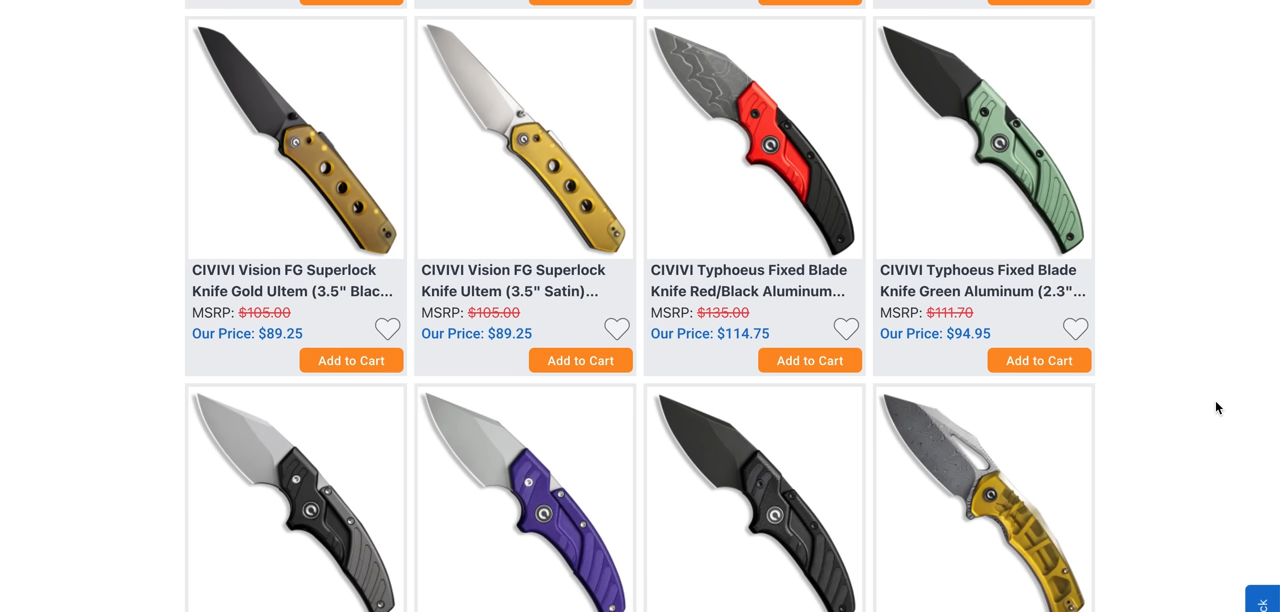 CIVIVI Vision FG Superlock
Knife Gold Ultem (3.5" Blac...
MSRP: $105.00
Our Price: $89.25
Add to Cart
CIVIVI Vision FG Superlock
Knife Ultem (3.5" Satin)...
MSRP: $105.00
Our Price: $89.25
Add to Cart
CIVIVI Typhoeus Fixed Blade
Knife Red/Black Aluminum...
MSRP: $135.00
Our Price: $114.75
Add to Cart
CIVIVI Typhoeus Fixed Blade
Knife Green Aluminum (2.3"...
MSRP: $111.70
Our Price: $94.95
Add to Cart